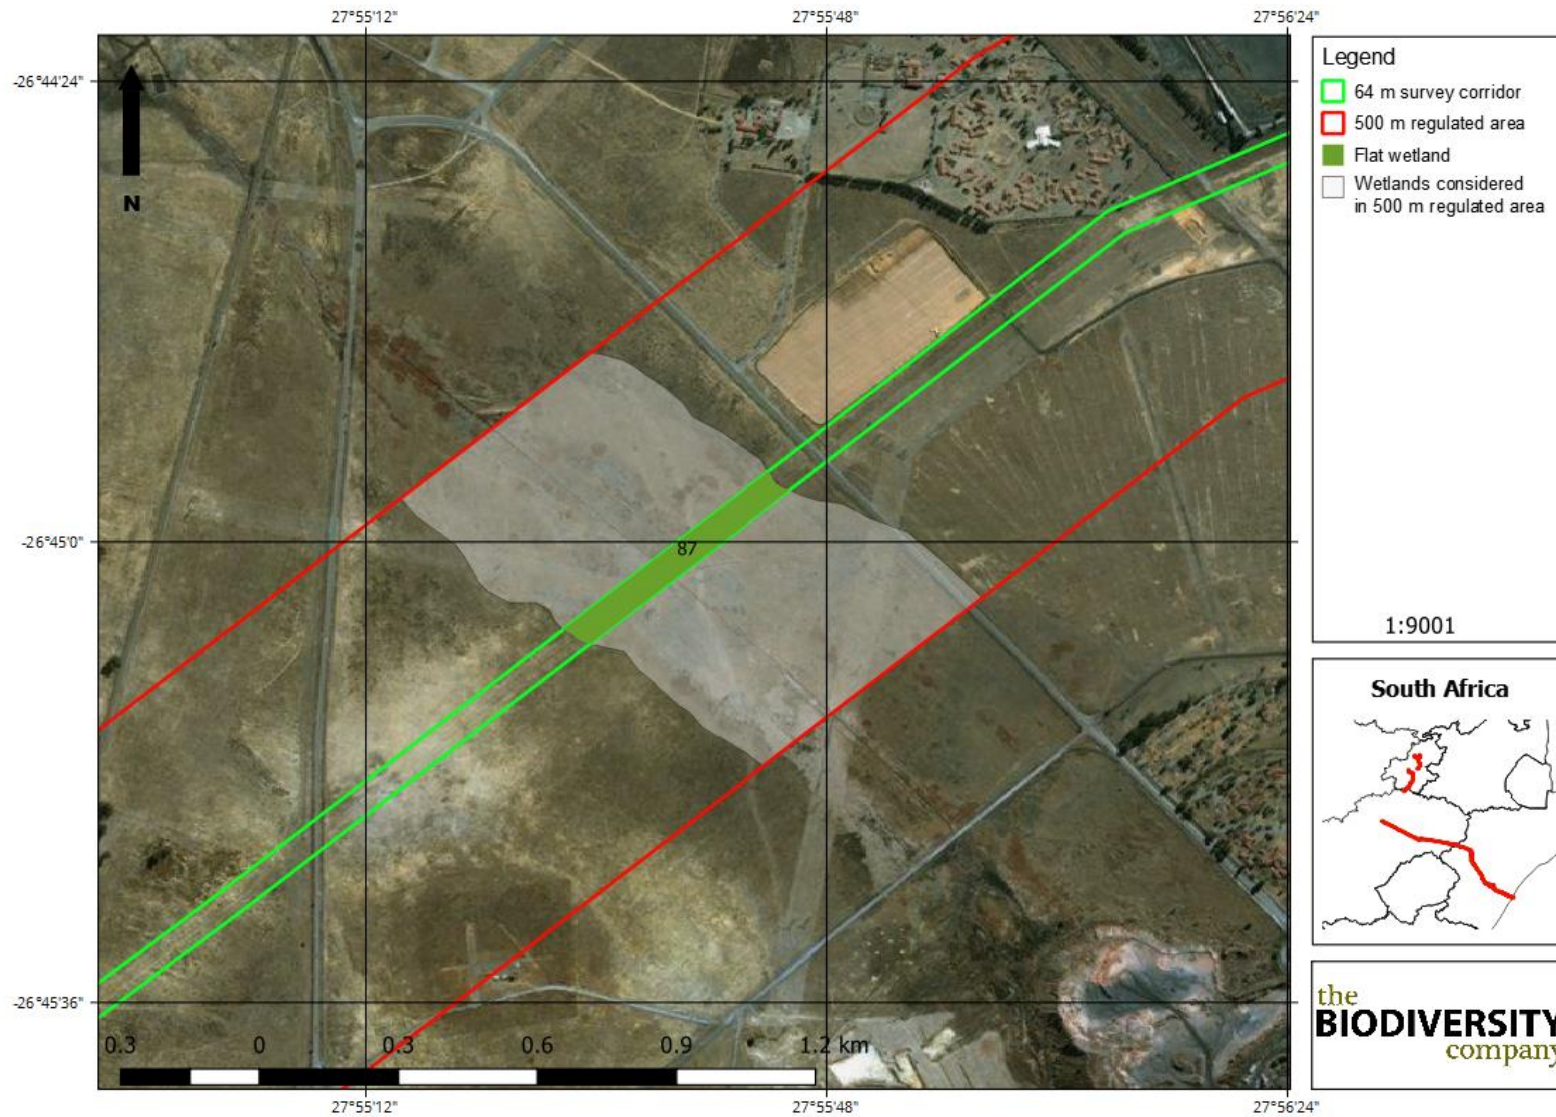 27°55'12" 27°55'48" 27°56'24"
-26°44'24"
N
-26°45'0"
87
-26°45'36"
0.3 0 0.3 0.6 0.9 1.2 km
27°55'12" 27°55'48" 27°56'24"
Legend
64 m survey corridor
500 m regulated area
Flat wetland
Wetlands considered
in 500 m regulated area
1:9001
South Africa
the
BIODIVERSITY
company